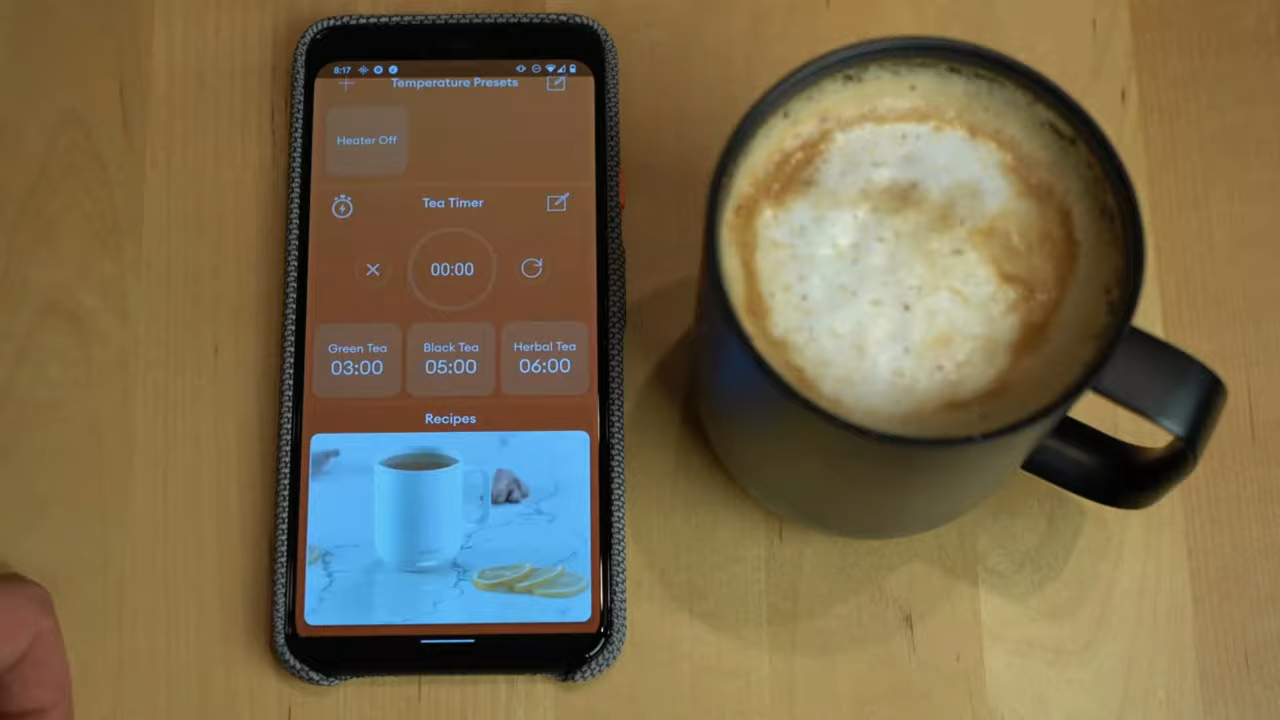 8:17
Temperature Presets
Heater Off
Tea Timer
00:00
Green Tea
03:00
Black Tea
05:00
Herbal Tea
06:00
Recipes